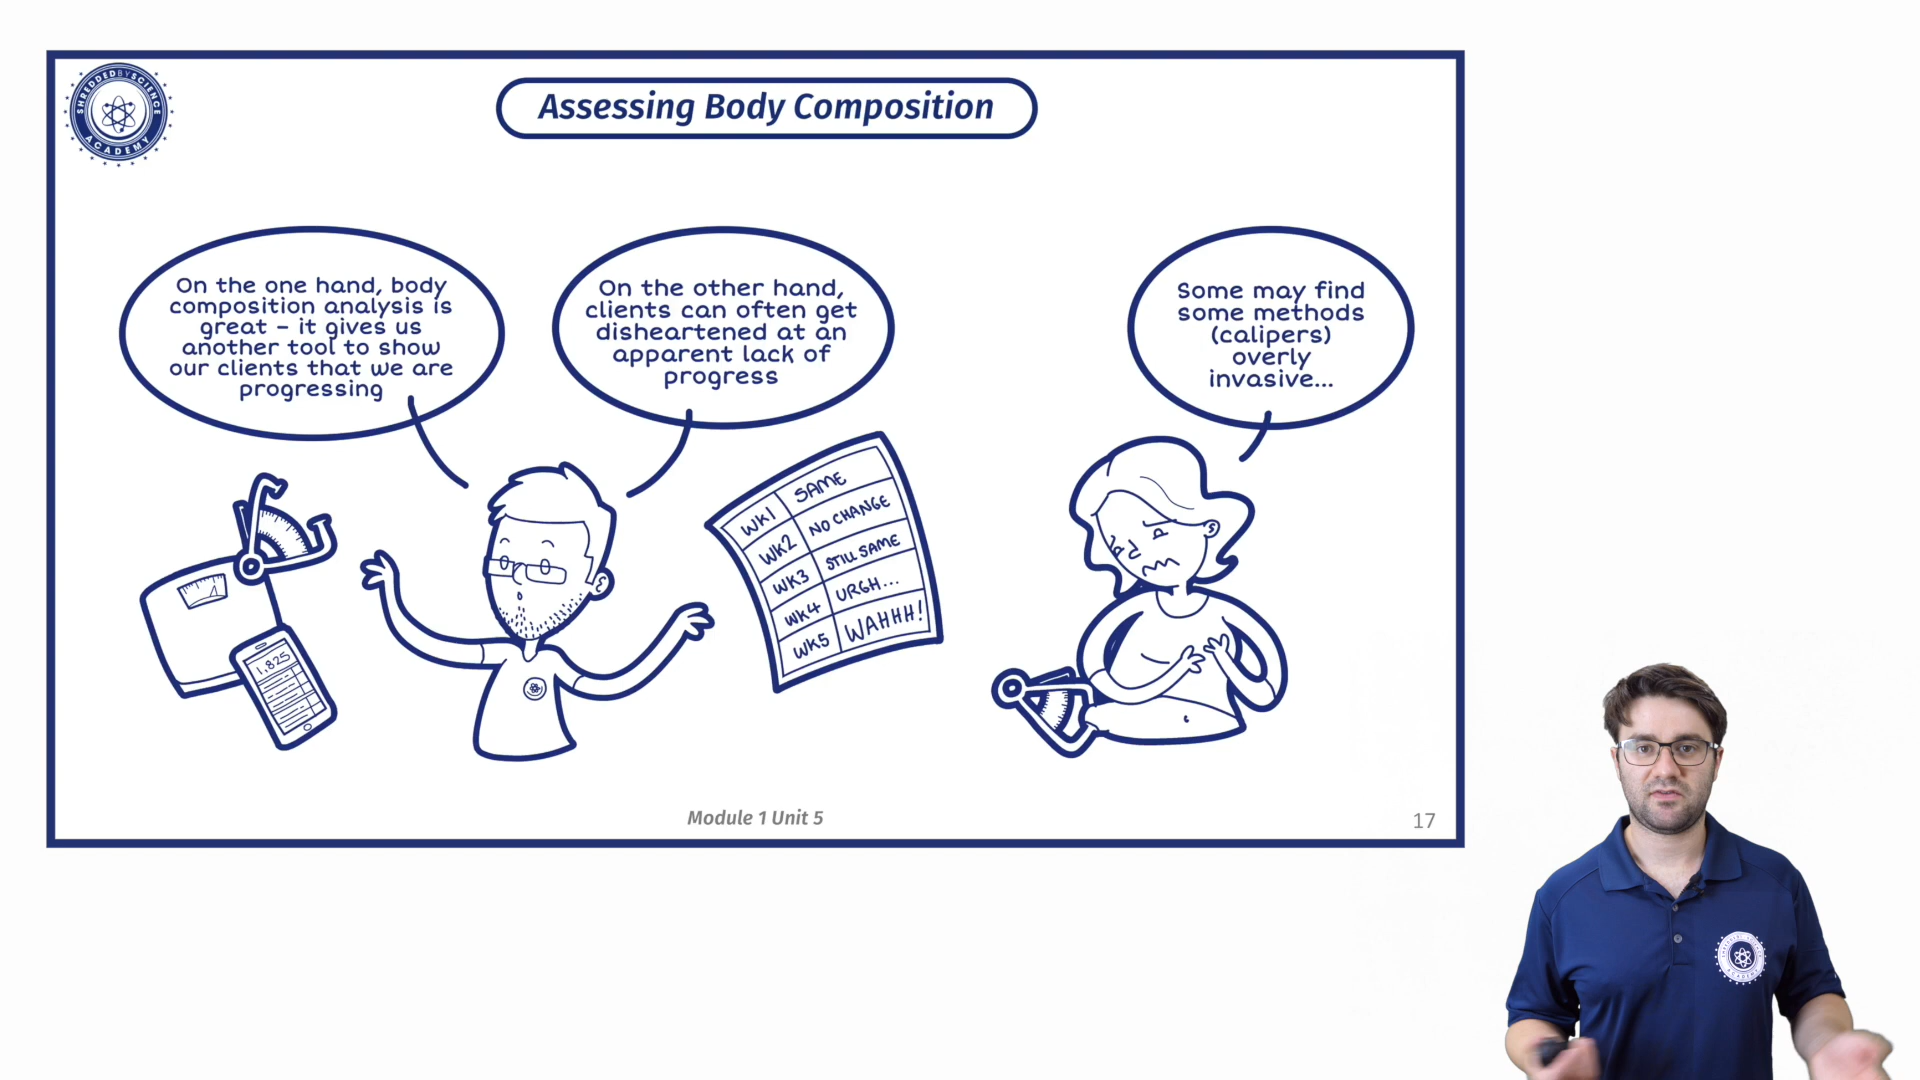 SHREDDEDBYSCIENCE
ACADEMY
Assessing Body Composition
On the one hand, body
composition analysis is
great – it gives us
another tool to show
our clients that we are
progressing
On the other hand,
clients can often get
disheartened at an
apparent lack of
progress
Some may find
some methods
(calipers)
overly
invasive...
WK1 SAME
WK2 NO CHANGE
WK3 STILL SAME
WK4 URGH...
WK5 WAHHH!
1,825
Module 1 Unit 5
17